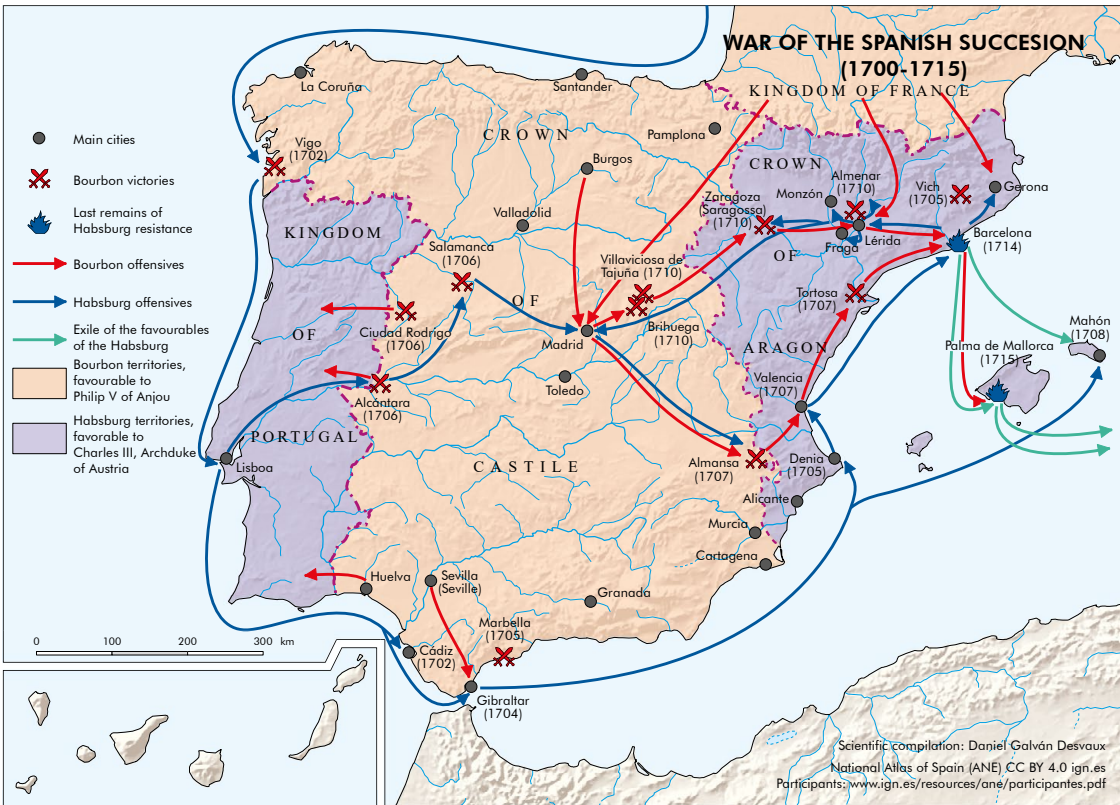 WAR OF THE SPANISH SUCCESION
(1700-1715)
KINGDOM OF FRANCE
La Coruña
Santander
Vigo
(1702)
CROWN
Pamplona
Burgos
CROWN
Almenar
(1710)
Monzón
Vich
(1705)
Gerona
Zaragoza
(Saragossa)
(1710)
Fraga
Lérida
Barcelona
(1714)
KINGDOM
Valladolid
Salamanca
(1706)
Villaviciosa de
Tajuña (1710)
OF
OF
Tortosa
(1707)
Ciudad Rodrigo
(1706)
OF
Madrid
Brihuega
(1710)
ARAGON
Mahón
(1708)
Palma de Mallorca
(1715)
Alcántara
(1706)
Toledo
Valencia
(1707)
PORTUGAL
Lisboa
CASTILE
Almansa
(1707)
Denia
(1705)
Alicante
Murcia
Cartagena
Huelva
Sevilla
(Seville)
Granada
Marbella
(1705)
Cádiz
(1702)
Gibraltar
(1704)
Main cities
Bourbon victories
Last remains of
Habsburg resistance
Bourbon offensives
Habsburg offensives
Exile of the favourables
of the Habsburg
Bourbon territories,
favourable to
Philip V of Anjou
Habsburg territories,
favorable to
Charles III, Archduke
of Austria
0 100 200 300 km
Scientific compilation: Daniel Galván Desvaux
National Atlas of Spain (ANE) CC BY 4.0 ign.es
Participants: www.ign.es/resources/ane/participantes.pdf